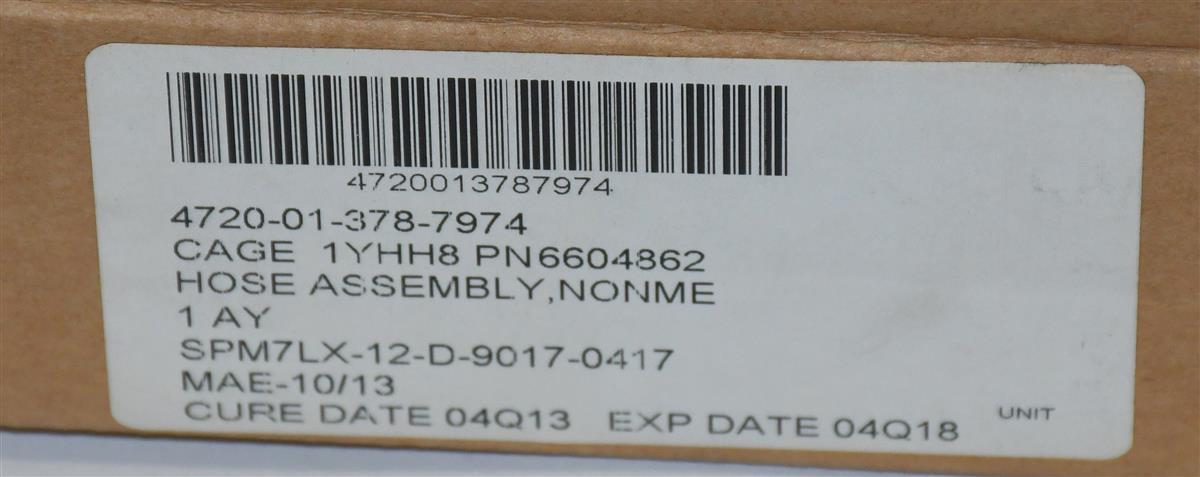 4720013787974
4720-01-378-7974
CAGE 1YHH8 PN6604862
HOSE ASSEMBLY,NONME
1 AY
SPM7LX-12-D-9017-0417
MAE-10/13
CURE DATE 04Q13 EXP DATE 04Q18
UNIT